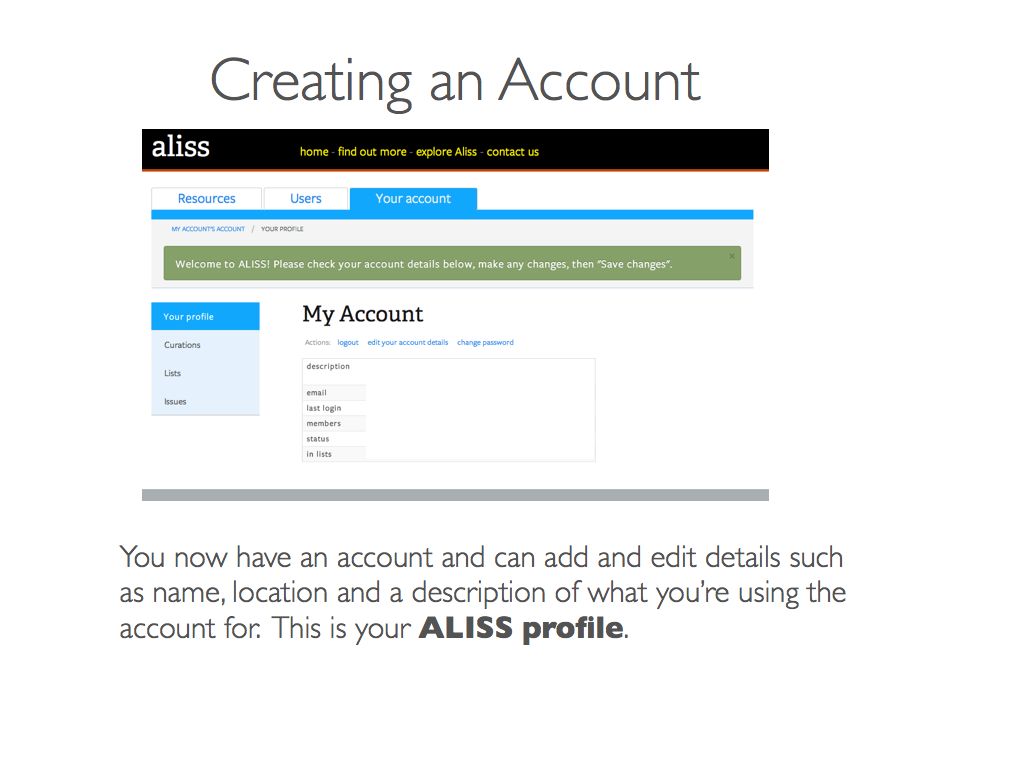 Creating an Account
aliss
home - find out more - explore Aliss - contact us
Resources
Users
Your account
MY ACCOUNT'S ACCOUNT / YOUR PROFILE
Welcome to ALISS! Please check your account details below, make any changes, then "Save changes".
×
Your profile
Curations
Lists
Issues
My Account
Actions: logout edit your account details change password
description
email
last login
members
status
in lists
You now have an account and can add and edit details such
as name, location and a description of what you're using the
account for. This is your ALISS profile.